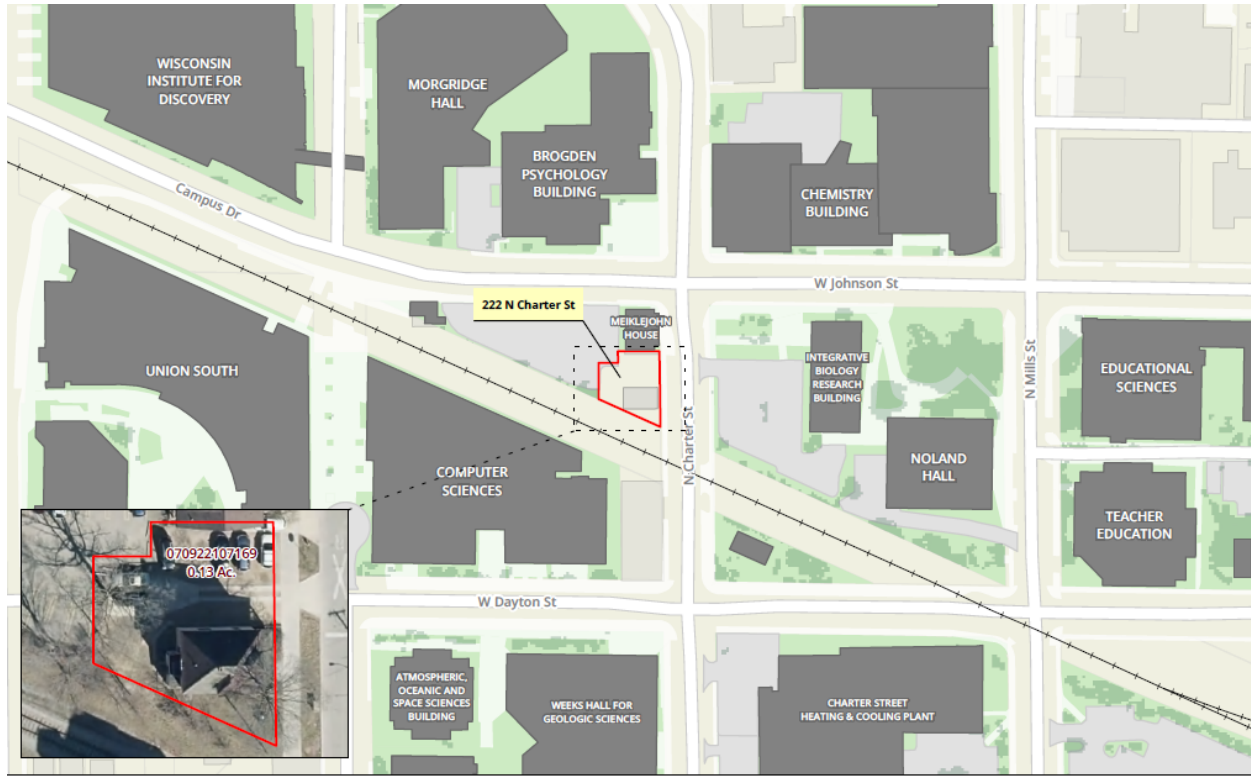 WISCONSIN
INSTITUTE FOR
DISCOVERY
MORGRIDGE
HALL
BROGDEN
PSYCHOLOGY
BUILDING
CHEMISTRY
BUILDING
Campus Dr
W Johnson St
222 N Charter St
MEIKLEJOHN
HOUSE
INTEGRATIVE
BIOLOGY
RESEARCH
BUILDING
N Mills St
EDUCATIONAL
SCIENCES
UNION SOUTH
N Charter St
COMPUTER
SCIENCES
NOLAND
HALL
TEACHER
EDUCATION
070922107169
0.13 Ac.
W Dayton St
ATMOSPHERIC,
OCEANIC AND
SPACE SCIENCES
BUILDING
WEEKS HALL FOR
GEOLOGIC SCIENCES
CHARTER STREET
HEATING & COOLING PLANT